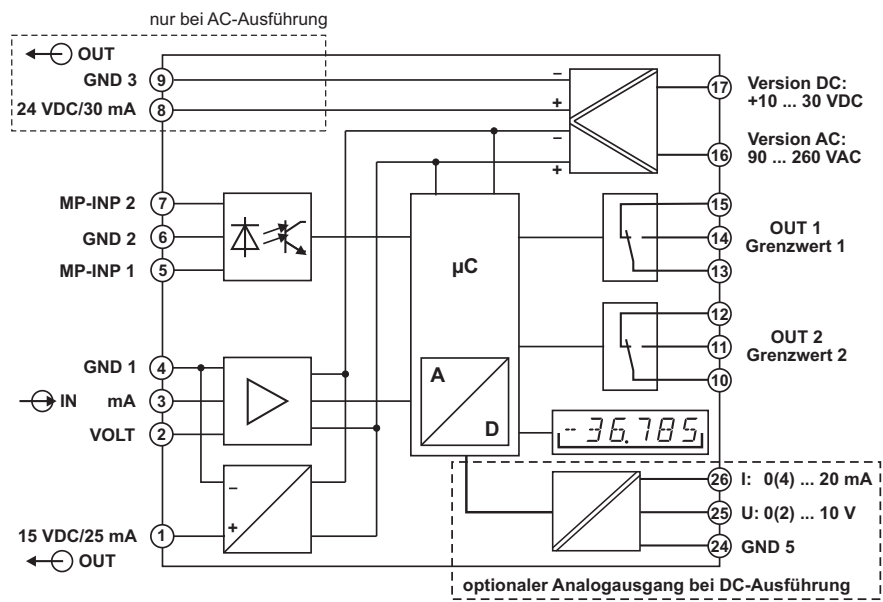 nur bei AC-Ausführung
OUT
GND 3
9
24 VDC/30 mA
8
–
+
–
+
17
Version DC:
+10 ... 30 VDC
16
Version AC:
90 ... 260 VAC
MP-INP 2
7
GND 2
6
MP-INP 1
5
µC
15
14
13
OUT 1
Grenzwert 1
12
11
10
OUT 2
Grenzwert 2
GND 1
4
IN
mA
3
VOLT
2
A
D
-36.785
–
+
15 VDC/25 mA
1
OUT
26
I: 0(4) ... 20 mA
25
U: 0(2) ... 10 V
24
GND 5
optionaler Analogausgang bei DC-Ausführung